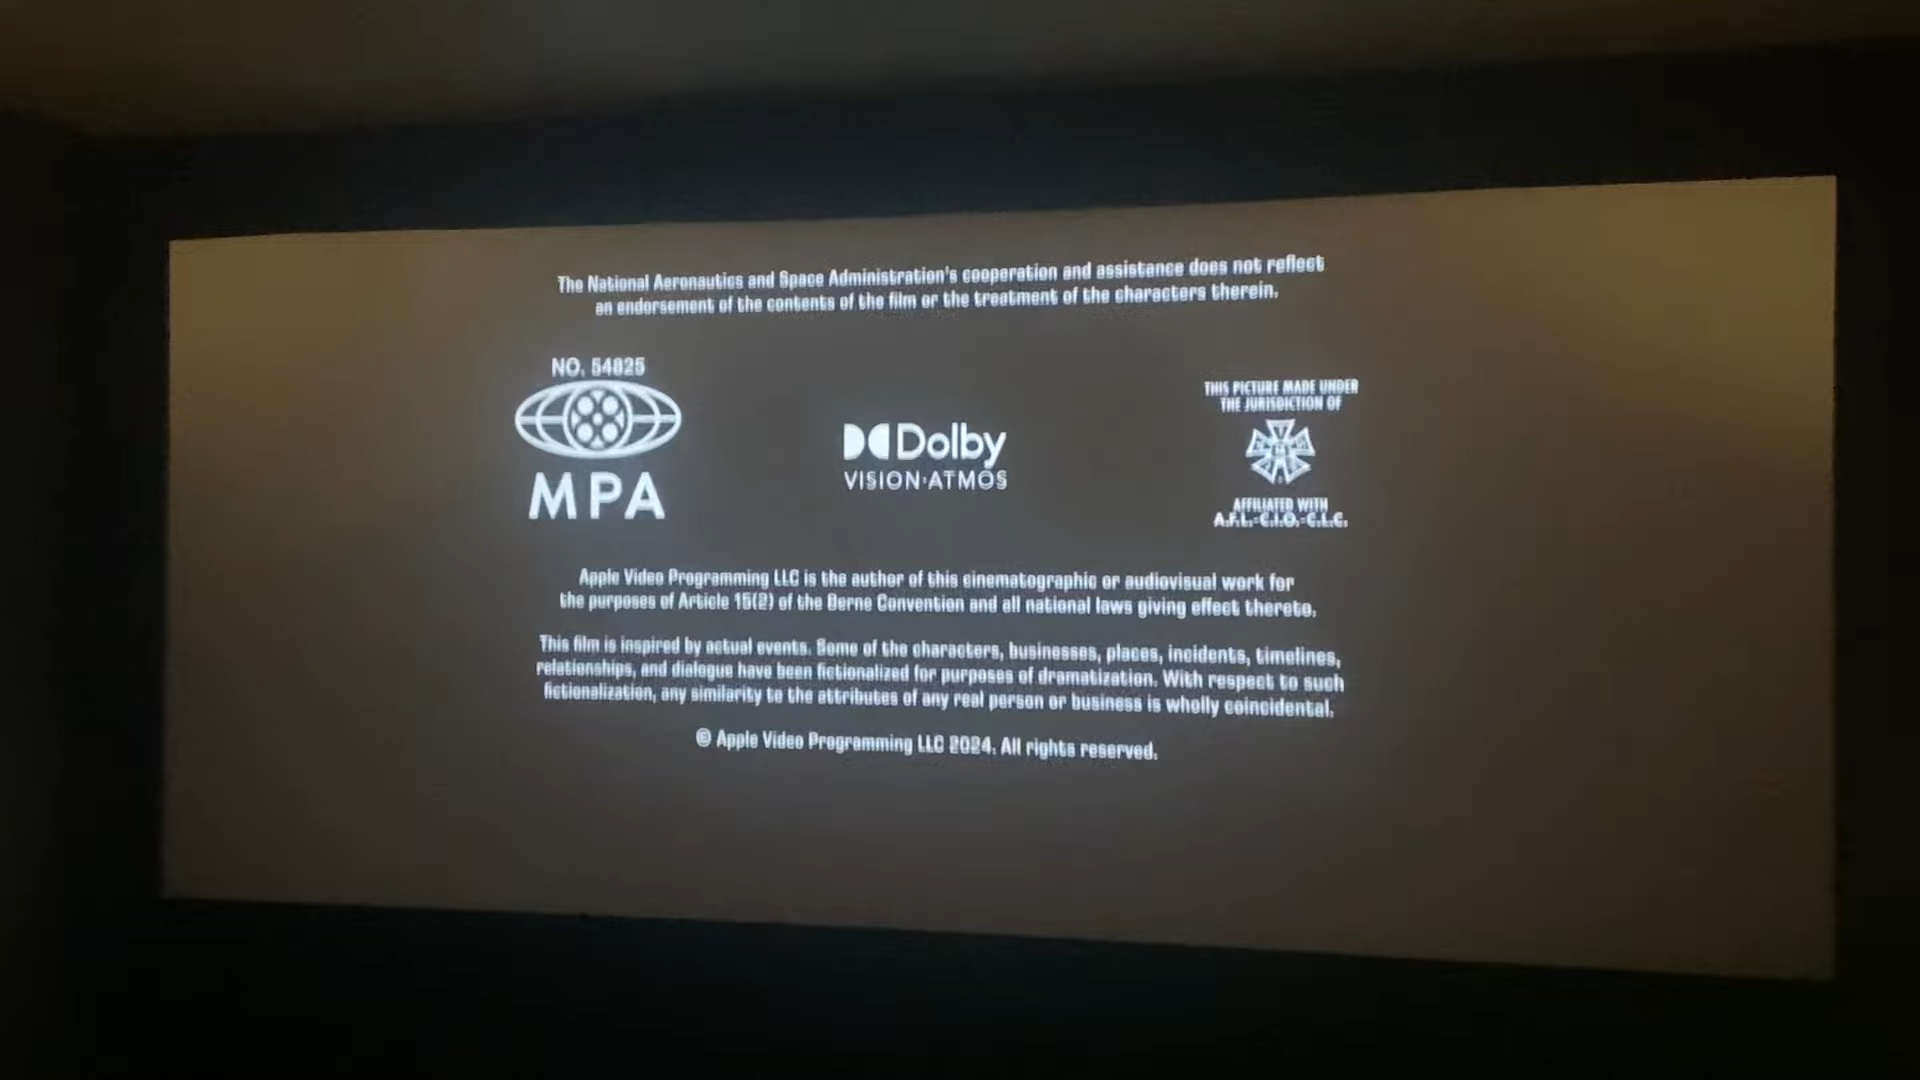 The National Aeronautics and Space Administration's cooperation and assistance does not reflect
an endorsement of the contents of the film or the treatment of the characters therein.
NO. 54825
MPA
Dolby
VISION·ATMOS
THIS PICTURE MADE UNDER
THE JURISDICTION OF
AFFILIATED WITH
A.F.L.-C.I.O.-C.L.C.
Apple Video Programming LLC is the author of this cinematographic or audiovisual work for
the purposes of Article 15(2) of the Berne Convention and all national laws giving effect thereto.
This film is inspired by actual events. Some of the characters, businesses, places, incidents, timelines,
relationships, and dialogue have been fictionalized for purposes of dramatization. With respect to such
fictionalization, any similarity to the attributes of any real person or business is wholly coincidental.
© Apple Video Programming LLC 2024. All rights reserved.